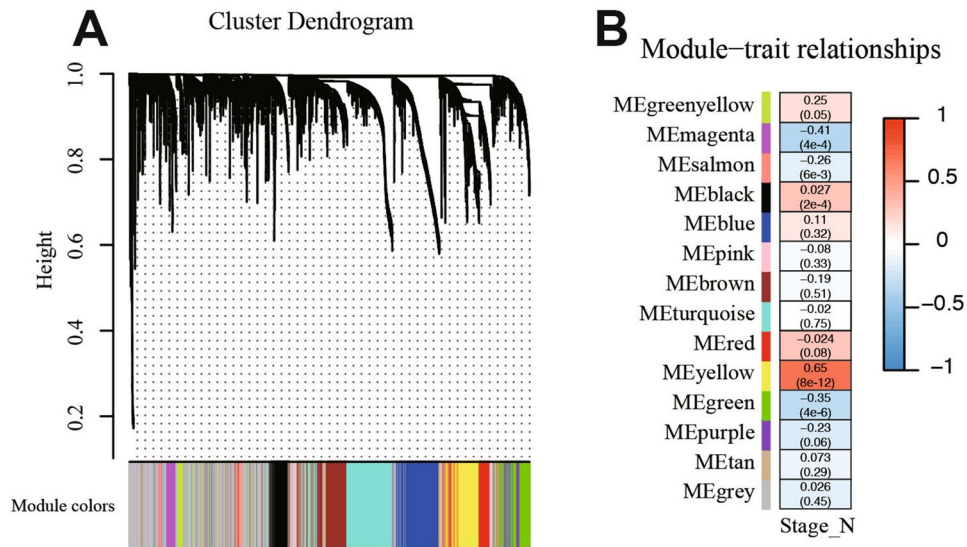 A
Cluster Dendrogram
Height
1.0
0.8
0.6
0.4
0.2
Module colors
B
Module−trait relationships
MEgreenyellow 0.25
(0.05)
MEmagenta −0.41
(4e-4)
MEsalmon −0.26
(6e-3)
MEblack 0.027
(2e-4)
MEblue 0.11
(0.32)
MEpink −0.08
(0.33)
MEbrown −0.19
(0.51)
MEturquoise −0.02
(0.75)
MEred −0.024
(0.08)
MEyellow 0.65
(8e-12)
MEgreen −0.35
(4e-6)
MEpurple −0.23
(0.06)
MEtan 0.073
(0.29)
MEgrey 0.026
(0.45)
Stage_N
1
0.5
0
−0.5
−1